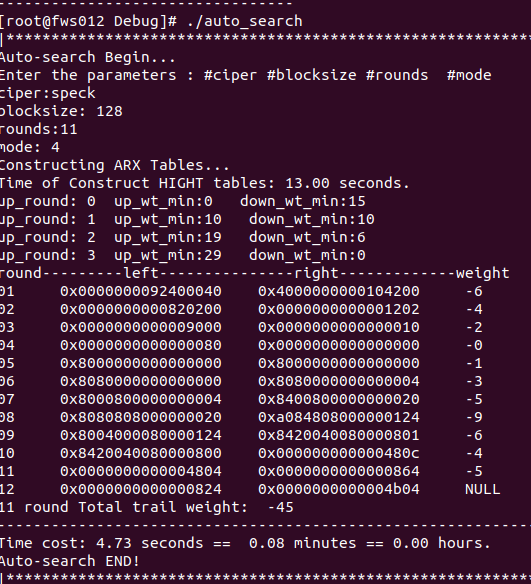 ----------------------------------
[root@fws012 Debug]# ./auto_search
|*****************************************************************
Auto-search Begin...
Enter the parameters : #ciper #blocksize #rounds  #mode
ciper:speck
blocksize: 128
rounds:11
mode: 4
Constructing ARX Tables...
Time of Construct HIGHT tables: 13.00 seconds.
up_round: 0  up_wt_min:0   down_wt_min:15
up_round: 1  up_wt_min:10   down_wt_min:10
up_round: 2  up_wt_min:19   down_wt_min:6
up_round: 3  up_wt_min:29   down_wt_min:0
round---------left----------------right-------------weight
01     0x0000000092400040     0x4000000000104200     -6
02     0x0000000000820200     0x0000000000001202     -4
03     0x0000000000009000     0x0000000000000010     -2
04     0x0000000000000080     0x0000000000000000     -0
05     0x8000000000000000     0x8000000000000000     -1
06     0x8080000000000000     0x8080000000000004     -3
07     0x8000800000000004     0x8400800000000020     -5
08     0x8080808000000020     0xa084808000000124     -9
09     0x8004000080000124     0x8420040080000801     -6
10     0x8420040080000800     0x000000000000480c     -4
11     0x0000000000004804     0x0000000000000864     -5
12     0x0000000000000824     0x0000000000004b04     NULL
11 round Total trail weight:  -45
-----------------------------------------------------------------
Time cost: 4.73 seconds ==  0.08 minutes == 0.00 hours.
Auto-search END!
|*****************************************************************